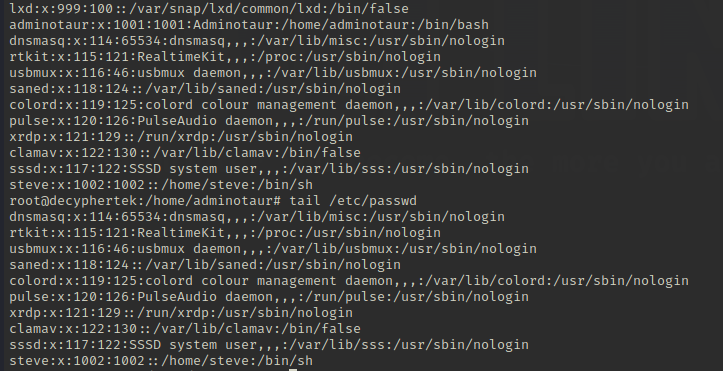 lxd:x:999:100::/var/snap/lxd/common/lxd:/bin/false
adminotaur:x:1001:1001:Adminotaur:/home/adminotaur:/bin/bash
dnsmasq:x:114:65534:dnsmasq,,,:/var/lib/misc:/usr/sbin/nologin
rtkit:x:115:121:RealtimeKit,,,:/proc:/usr/sbin/nologin
usbmux:x:116:46:usbmux daemon,,,:/var/lib/usbmux:/usr/sbin/nologin
saned:x:118:124::/var/lib/saned:/usr/sbin/nologin
colord:x:119:125:colord colour management daemon,,,:/var/lib/colord:/usr/sbin/nologin
pulse:x:120:126:PulseAudio daemon,,,:/run/pulse:/usr/sbin/nologin
xrdp:x:121:129::/run/xrdp:/usr/sbin/nologin
clamav:x:122:130::/var/lib/clamav:/bin/false
sssd:x:117:122:SSSD system user,,,:/var/lib/sss:/usr/sbin/nologin
steve:x:1002:1002::/home/steve:/bin/sh
root@decyphertek:/home/adminotaur# tail /etc/passwd
dnsmasq:x:114:65534:dnsmasq,,,:/var/lib/misc:/usr/sbin/nologin
rtkit:x:115:121:RealtimeKit,,,:/proc:/usr/sbin/nologin
usbmux:x:116:46:usbmux daemon,,,:/var/lib/usbmux:/usr/sbin/nologin
saned:x:118:124::/var/lib/saned:/usr/sbin/nologin
colord:x:119:125:colord colour management daemon,,,:/var/lib/colord:/usr/sbin/nologin
pulse:x:120:126:PulseAudio daemon,,,:/run/pulse:/usr/sbin/nologin
xrdp:x:121:129::/run/xrdp:/usr/sbin/nologin
clamav:x:122:130::/var/lib/clamav:/bin/false
sssd:x:117:122:SSSD system user,,,:/var/lib/sss:/usr/sbin/nologin
steve:x:1002:1002::/home/steve:/bin/sh